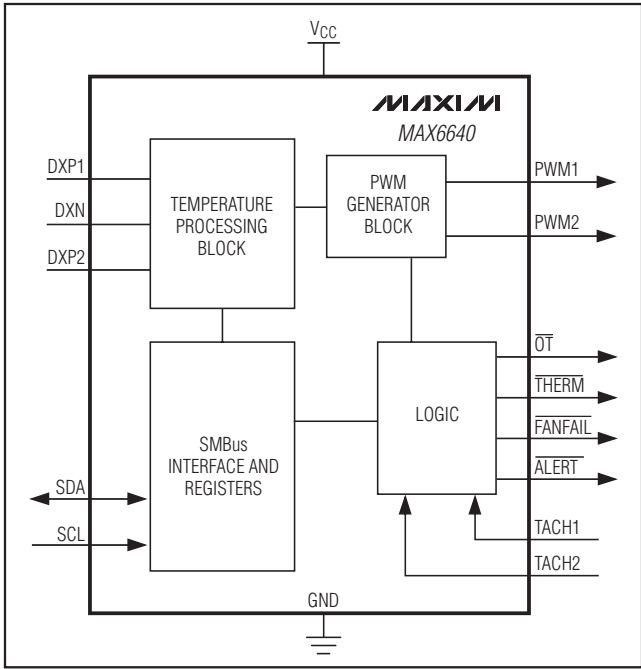 VCC
MAXIM
MAX6640
DXP1
DXN
DXP2
TEMPERATURE
PROCESSING
BLOCK
PWM
GENERATOR
BLOCK
PWM1
PWM2
SMBus
INTERFACE AND
REGISTERS
LOGIC
OT
THERM
FANFAIL
ALERT
SDA
SCL
TACH1
TACH2
GND